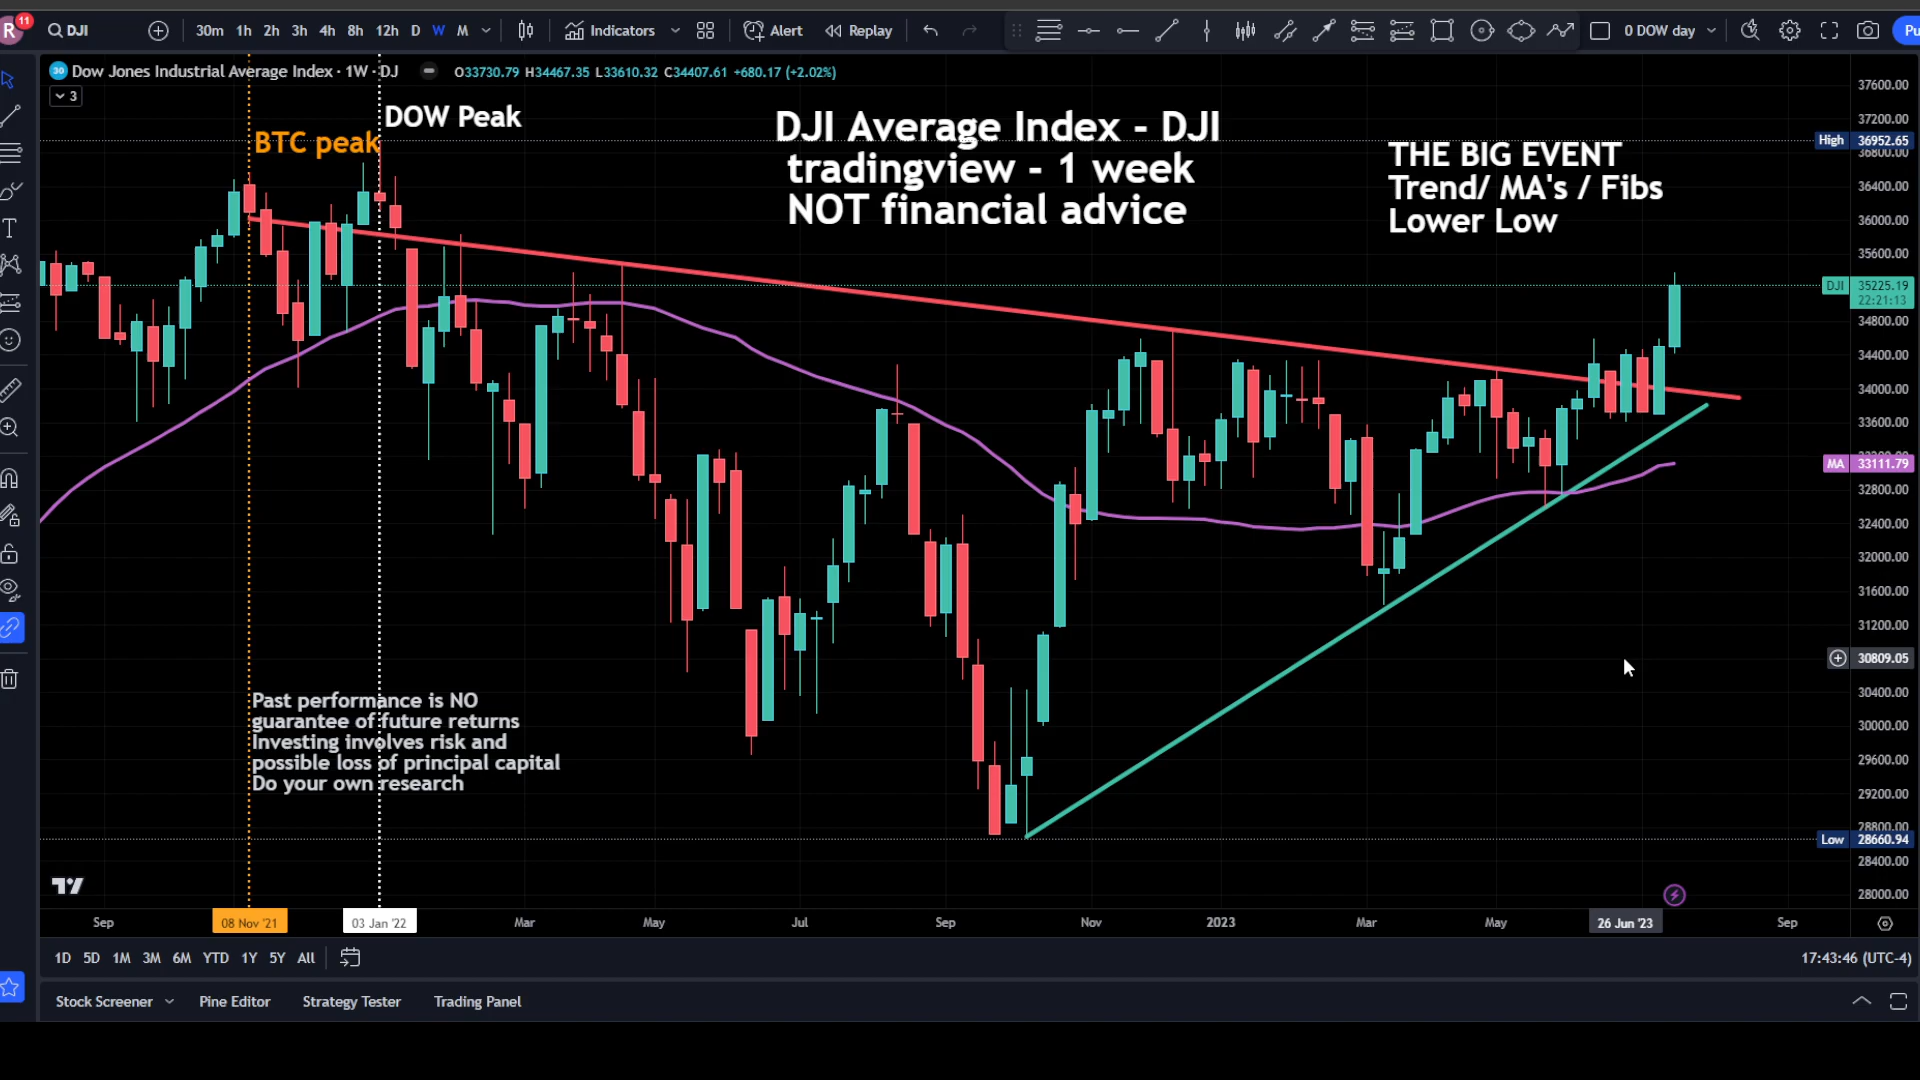 R
11
DJI
30m 1h 2h 3h 4h 8h 12h D W M
Indicators
Alert
Replay
0 DOW day
Pu
30 Dow Jones Industrial Average Index · 1W · DJ
O33730.79 H34467.35 L33610.32 C34407.61 +680.17 (+2.02%)
3
DOW Peak
BTC peak
DJI Average Index - DJI
tradingview - 1 week
NOT financial advice
THE BIG EVENT
Trend/ MA's / Fibs
Lower Low
37600.00
37200.00
High 36952.65
36800.00
36400.00
36000.00
35600.00
DJI 35225.19
22:21:13
34800.00
34400.00
34000.00
33600.00
MA 33111.79
32800.00
32400.00
32000.00
31600.00
31200.00
30809.05
30400.00
30000.00
29600.00
29200.00
28800.00
Low 28660.94
28400.00
28000.00
Past performance is NO
guarantee of future returns
Investing involves risk and
possible loss of principal capital
Do your own research
Sep 08 Nov '21 03 Jan '22 Mar May Jul Sep Nov 2023 Mar May 26 Jun '23 Sep
1D 5D 1M 3M 6M YTD 1Y 5Y All
17:43:46 (UTC-4)
Stock Screener Pine Editor Strategy Tester Trading Panel